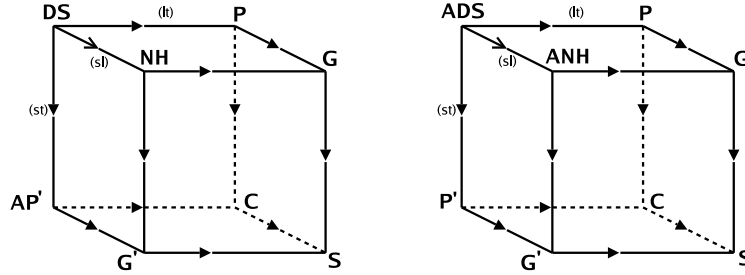 DS (lt) P
(sl) NH G
(st)
AP' C
G' S
ADS (lt) P
(sl) ANH G
(st)
P' C
G' S